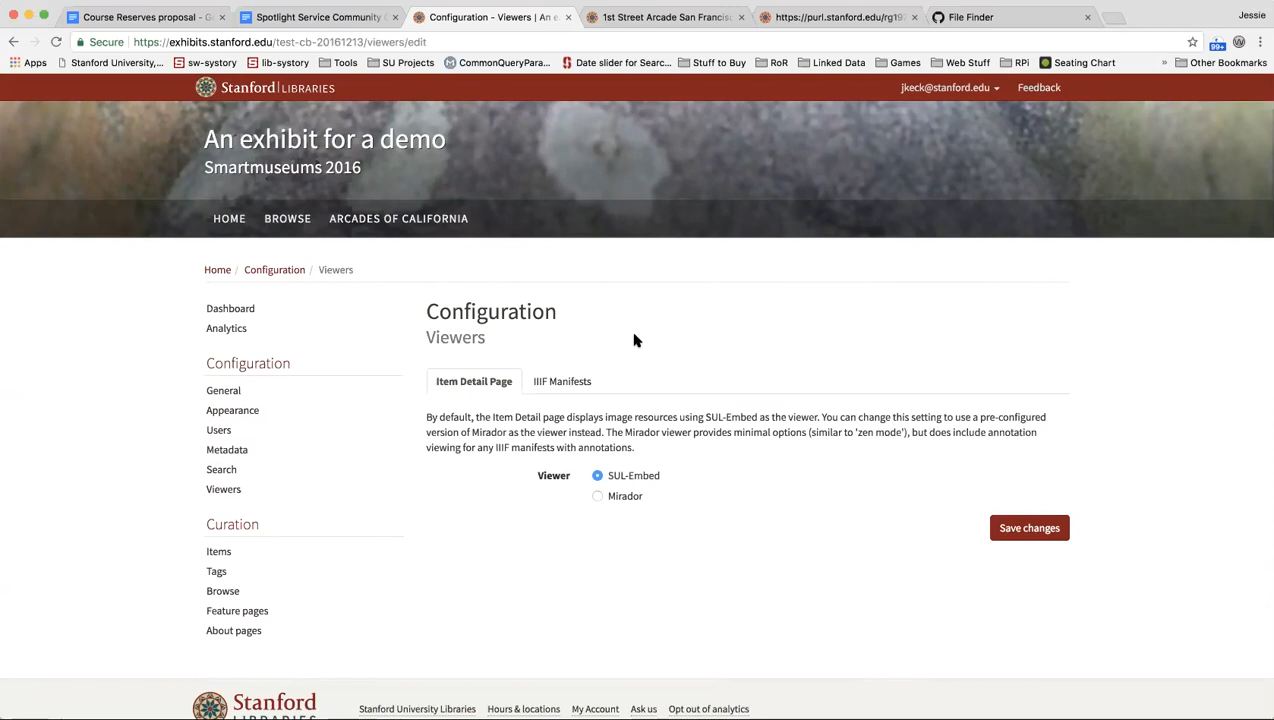 Course Reserves proposal - G
Spotlight Service Community
Configuration - Viewers | An e
1st Street Arcade San Francisc
https://purl.stanford.edu/rg197
File Finder
Jessie
Secure https://exhibits.stanford.edu/test-cb-20161213/viewers/edit
99+
Apps Stanford University,... sw-systory lib-systory Tools SU Projects CommonQueryPara... Date slider for Searc... Stuff to Buy RoR Linked Data Games Web Stuff RPi Seating Chart » Other Bookmarks
Stanford LIBRARIES
jkeck@stanford.edu Feedback
An exhibit for a demo
Smartmuseums 2016
HOME BROWSE ARCADES OF CALIFORNIA
Home / Configuration / Viewers
Dashboard
Analytics
Configuration
General
Appearance
Users
Metadata
Search
Viewers
Curation
Items
Tags
Browse
Feature pages
About pages
Configuration
Viewers
Item Detail Page IIIF Manifests
By default, the Item Detail page displays image resources using SUL-Embed as the viewer. You can change this setting to use a pre-configured
version of Mirador as the viewer instead. The Mirador viewer provides minimal options (similar to 'zen mode'), but does include annotation
viewing for any IIIF manifests with annotations.
Viewer SUL-Embed
Mirador
Save changes
Stanford
LIBRARIES
Stanford University Libraries Hours & locations My Account Ask us Opt out of analytics